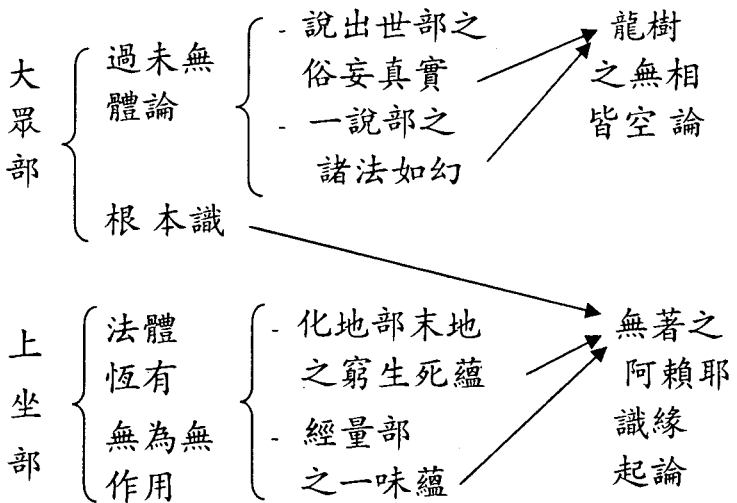 大眾部
過未無
體論
- 說出世部之
俗妄真實
- 一說部之
諸法如幻
龍樹
之無相
皆空論
根本識
上坐部
法體
恆有
無為無
作用
- 化地部末地
之窮生死蘊
- 經量部
之一味蘊
無著之
阿賴耶
識緣
起論